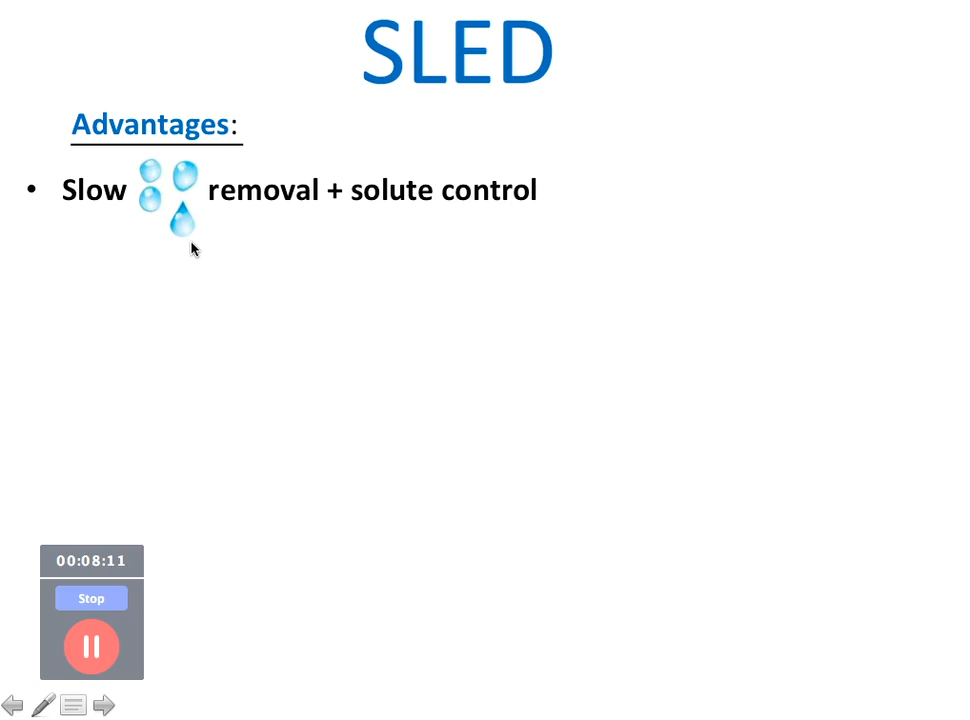 SLED
Advantages:
• Slow removal + solute control
00:08:11
Stop